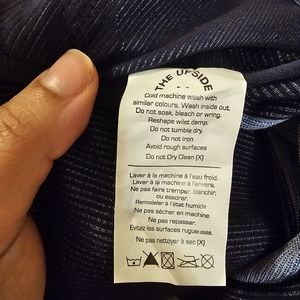 THE UPSIDE
Cold machine wash with
similar colours. Wash inside out.
Do not soak, bleach or wring.
Reshape wist damp.
Do not tumble dry.
Do not iron
Avoid rough surfaces
Do not Dry Clean (X)
Laver à la machine à l'eau froid.
Laver à la machine à l'envers.
Ne pas faire tremper, blanchir,
ou essorer.
Remodeler à l'état humide
Ne pas sécher en machine.
Ne pas repasser.
Evitez les surfaces rugueuses.
Ne pas nettoyer à sec (X)